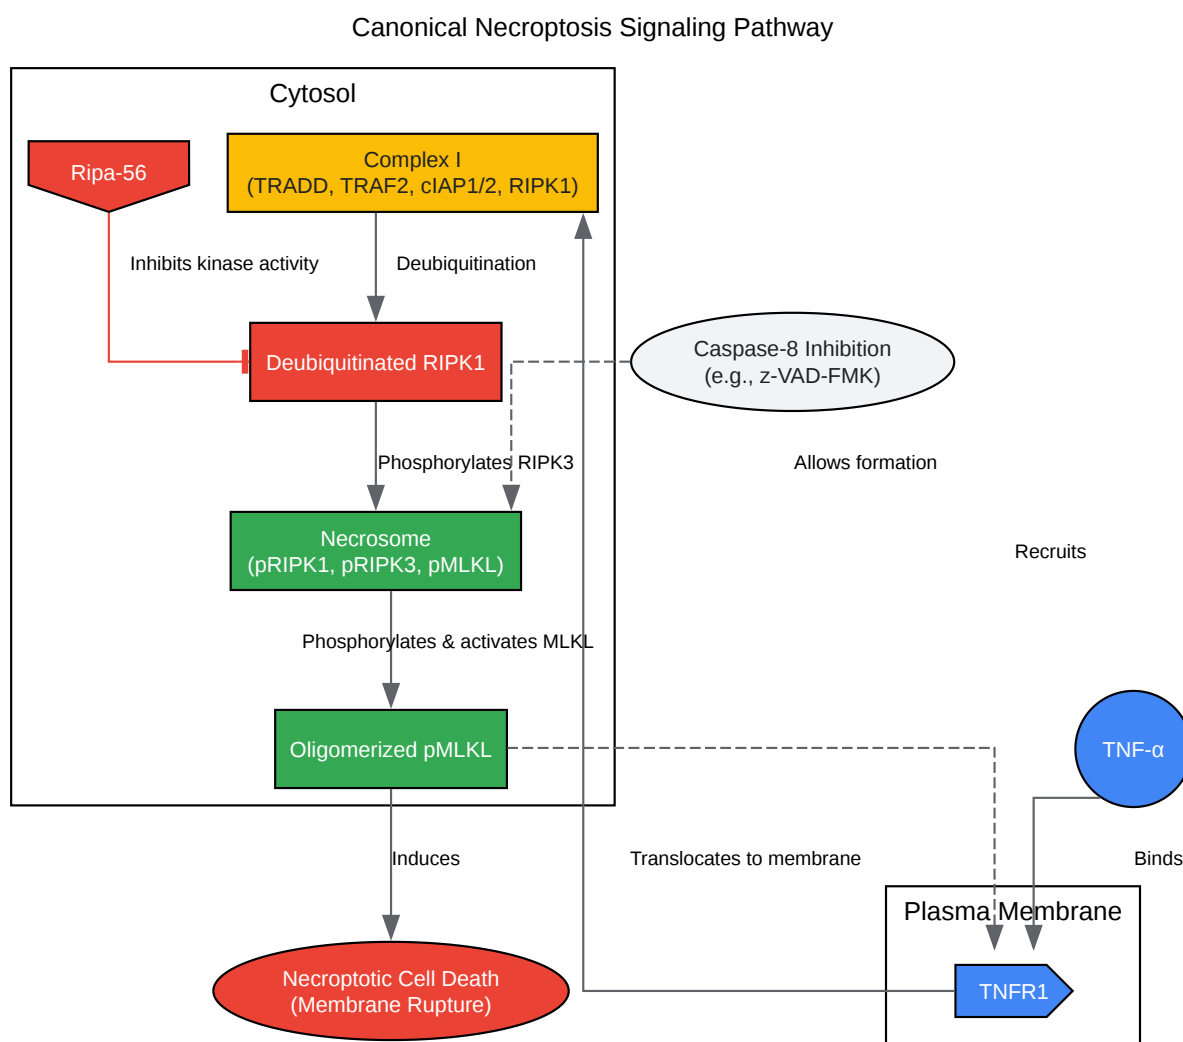 Canonical Necroptosis Signaling Pathway
Cytosol
Ripa-56
Complex I
(TRADD, TRAF2, cIAP1/2, RIPK1)
Inhibits kinase activity
Deubiquitination
Deubiquitinated RIPK1
Caspase-8 Inhibition
(e.g., z-VAD-FMK)
Phosphorylates RIPK3
Allows formation
Necrosome
(pRIPK1, pRIPK3, pMLKL)
Recruits
Phosphorylates & activates MLKL
Oligomerized pMLKL
TNF-α
Induces
Translocates to membrane
Binds
Plasma Membrane
Necroptotic Cell Death
(Membrane Rupture)
TNFR1